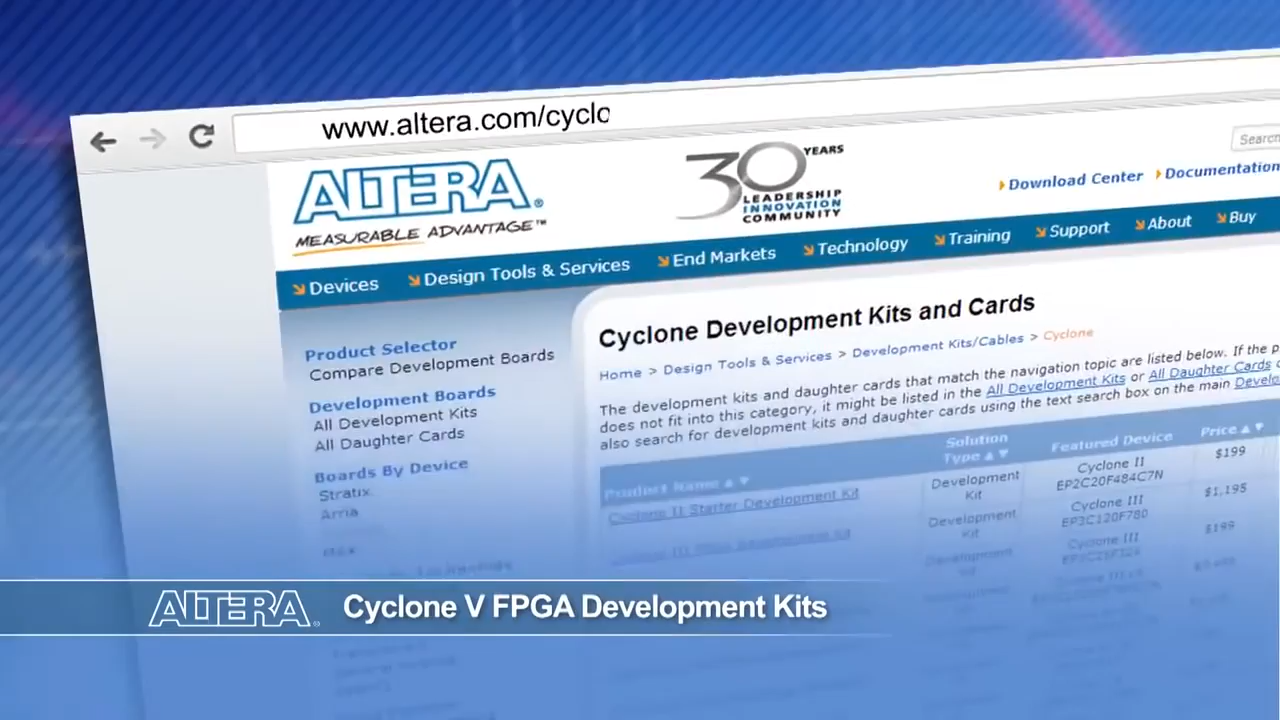 www.altera.com/cyclo
Search
ALTERA®
MEASURABLE ADVANTAGE™
30 YEARS
LEADERSHIP
INNOVATION
COMMUNITY
Download Center
Documentation
Devices
Design Tools & Services
End Markets
Technology
Training
Support
About
Buy
Product Selector
Compare Development Boards
Development Boards
All Development Kits
All Daughter Cards
Boards By Device
Stratix
Arria
Max
Cyclone Development Kits and Cards
Home > Design Tools & Services > Development Kits/Cables > Cyclone
The development kits and daughter cards that match the navigation topic are listed below. If the p
does not fit into this category, it might be listed in the All Development Kits or All Daughter Cards
also search for development kits and daughter cards using the text search box on the main Develo
Product Name ▲▼
Solution
Type ▲▼
Featured Device
Price ▲▼
Cyclone II Starter Development Kit
Development
Kit
Cyclone II
EP2C20F484C7N
$199
Development
Kit
Cyclone III
EP3C120F780
$1,195
Development
Kit
Cyclone III
$199
ALTERA®
Cyclone V FPGA Development Kits